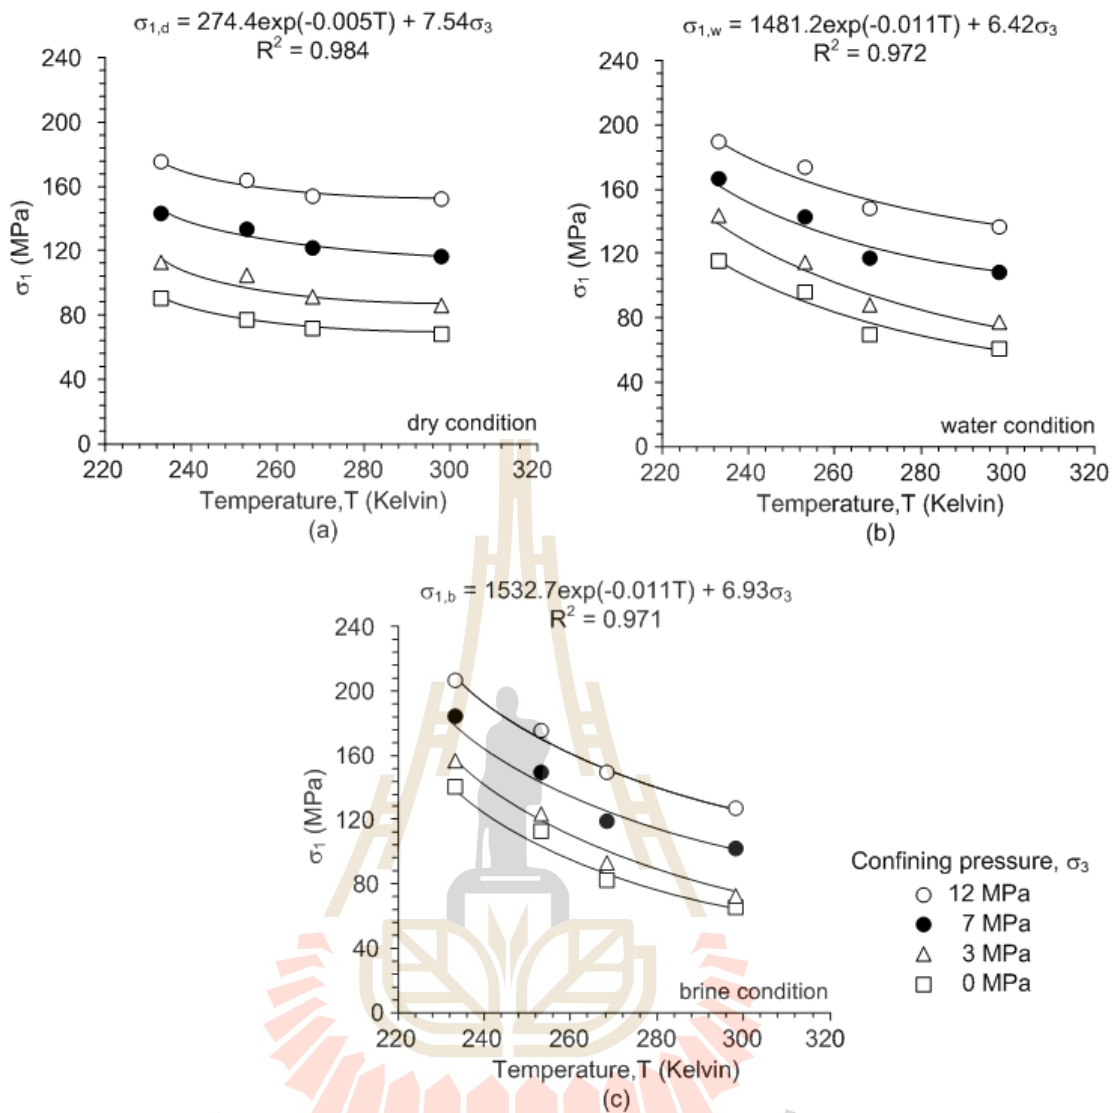 σ1,d = 274.4exp(-0.005T) + 7.54σ3
R2 = 0.984
240
200
160
120
80
40
0
σ1 (MPa)
dry condition
220 240 260 280 300 320
Temperature,T (Kelvin)
(a)
σ1,w = 1481.2exp(-0.011T) + 6.42σ3
R2 = 0.972
240
200
160
120
80
40
0
σ1 (MPa)
water condition
220 240 260 280 300 320
Temperature,T (Kelvin)
(b)
σ1,b = 1532.7exp(-0.011T) + 6.93σ3
R2 = 0.971
240
200
160
120
80
40
0
σ1 (MPa)
brine condition
220 240 260 280 300 320
Temperature,T (Kelvin)
(c)
Confining pressure, σ3
12 MPa
7 MPa
3 MPa
0 MPa